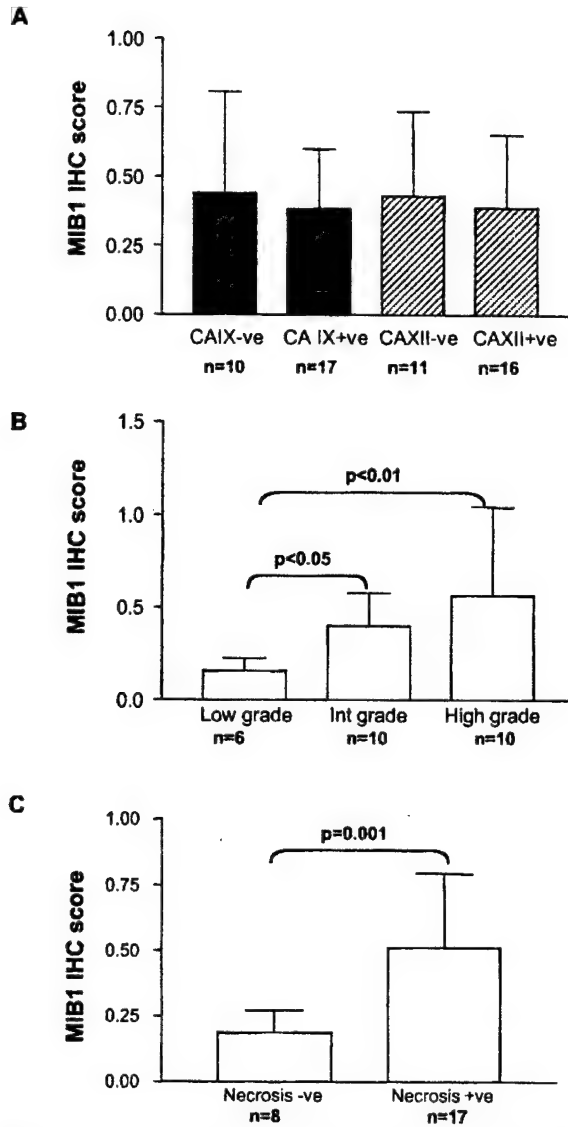 A
MIB1 IHC score
1.00
0.75
0.50
0.25
0.00
CAIX-ve CA IX+ve CAXII-ve CAXII+ve
n=10 n=17 n=11 n=16
B
MIB1 IHC score
1.5
1.0
0.5
0.0
p<0.01
p<0.05
Low grade Int grade High grade
n=6 n=10 n=10
C
MIB1 IHC score
1.00
0.75
0.50
0.25
0.00
p=0.001
Necrosis -ve Necrosis +ve
n=8 n=17